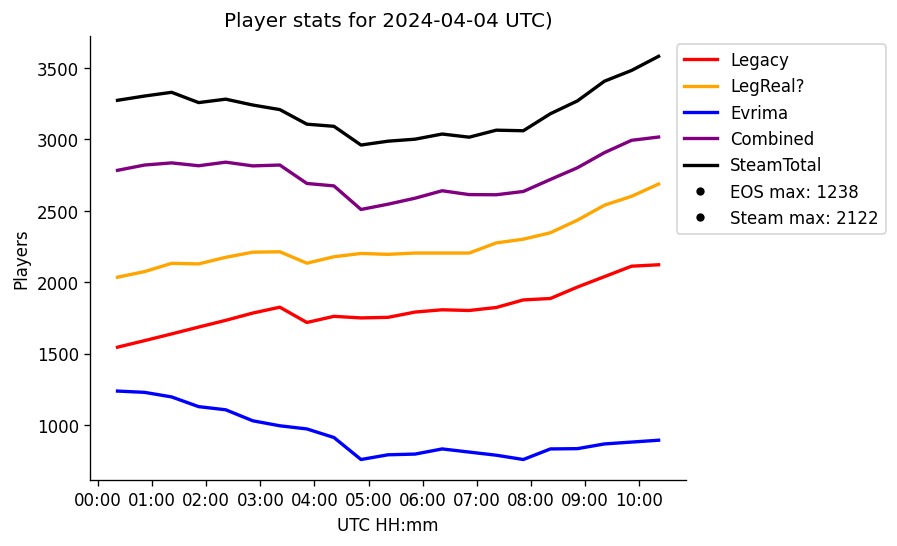 Player stats for 2024-04-04 UTC)
3500
3000
2500
2000
1500
1000
Players
00:00 01:00 02:00 03:00 04:00 05:00 06:00 07:00 08:00 09:00 10:00
UTC HH:mm
Legacy
LegReal?
Evrima
Combined
SteamTotal
EOS max: 1238
Steam max: 2122